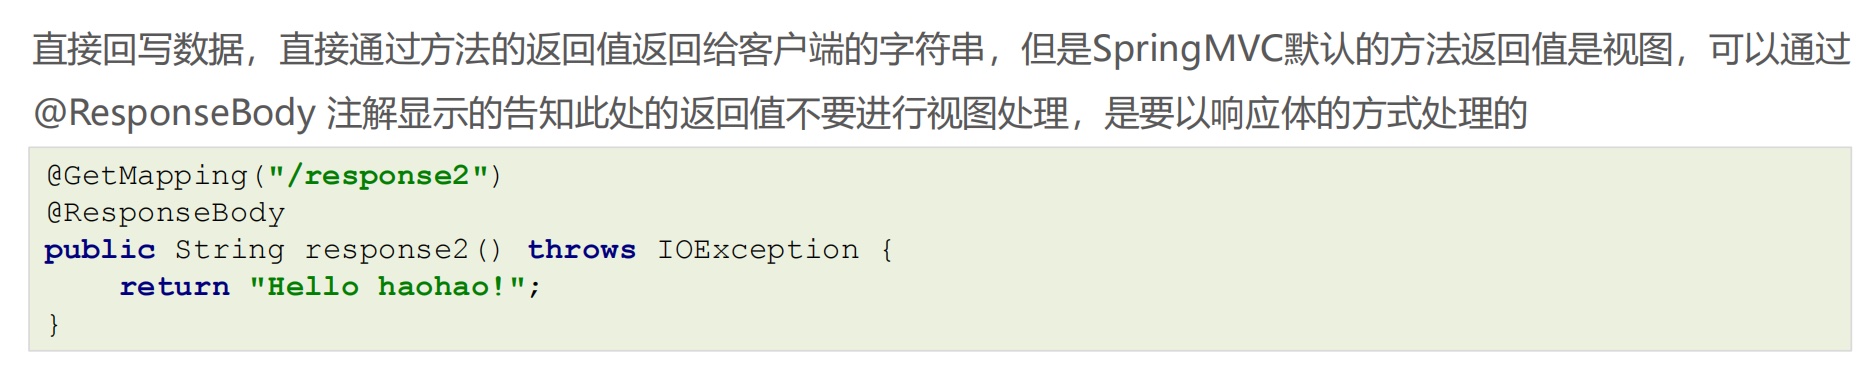 直接回写数据，直接通过方法的返回值返回给客户端的字符串，但是SpringMVC默认的方法返回值是视图，可以通过
@ResponseBody 注解显示的告知此处的返回值不要进行视图处理，是要以响应体的方式处理的
@GetMapping("/response2")
@ResponseBody
public String response2() throws IOException {
    return "Hello haohao!";
}